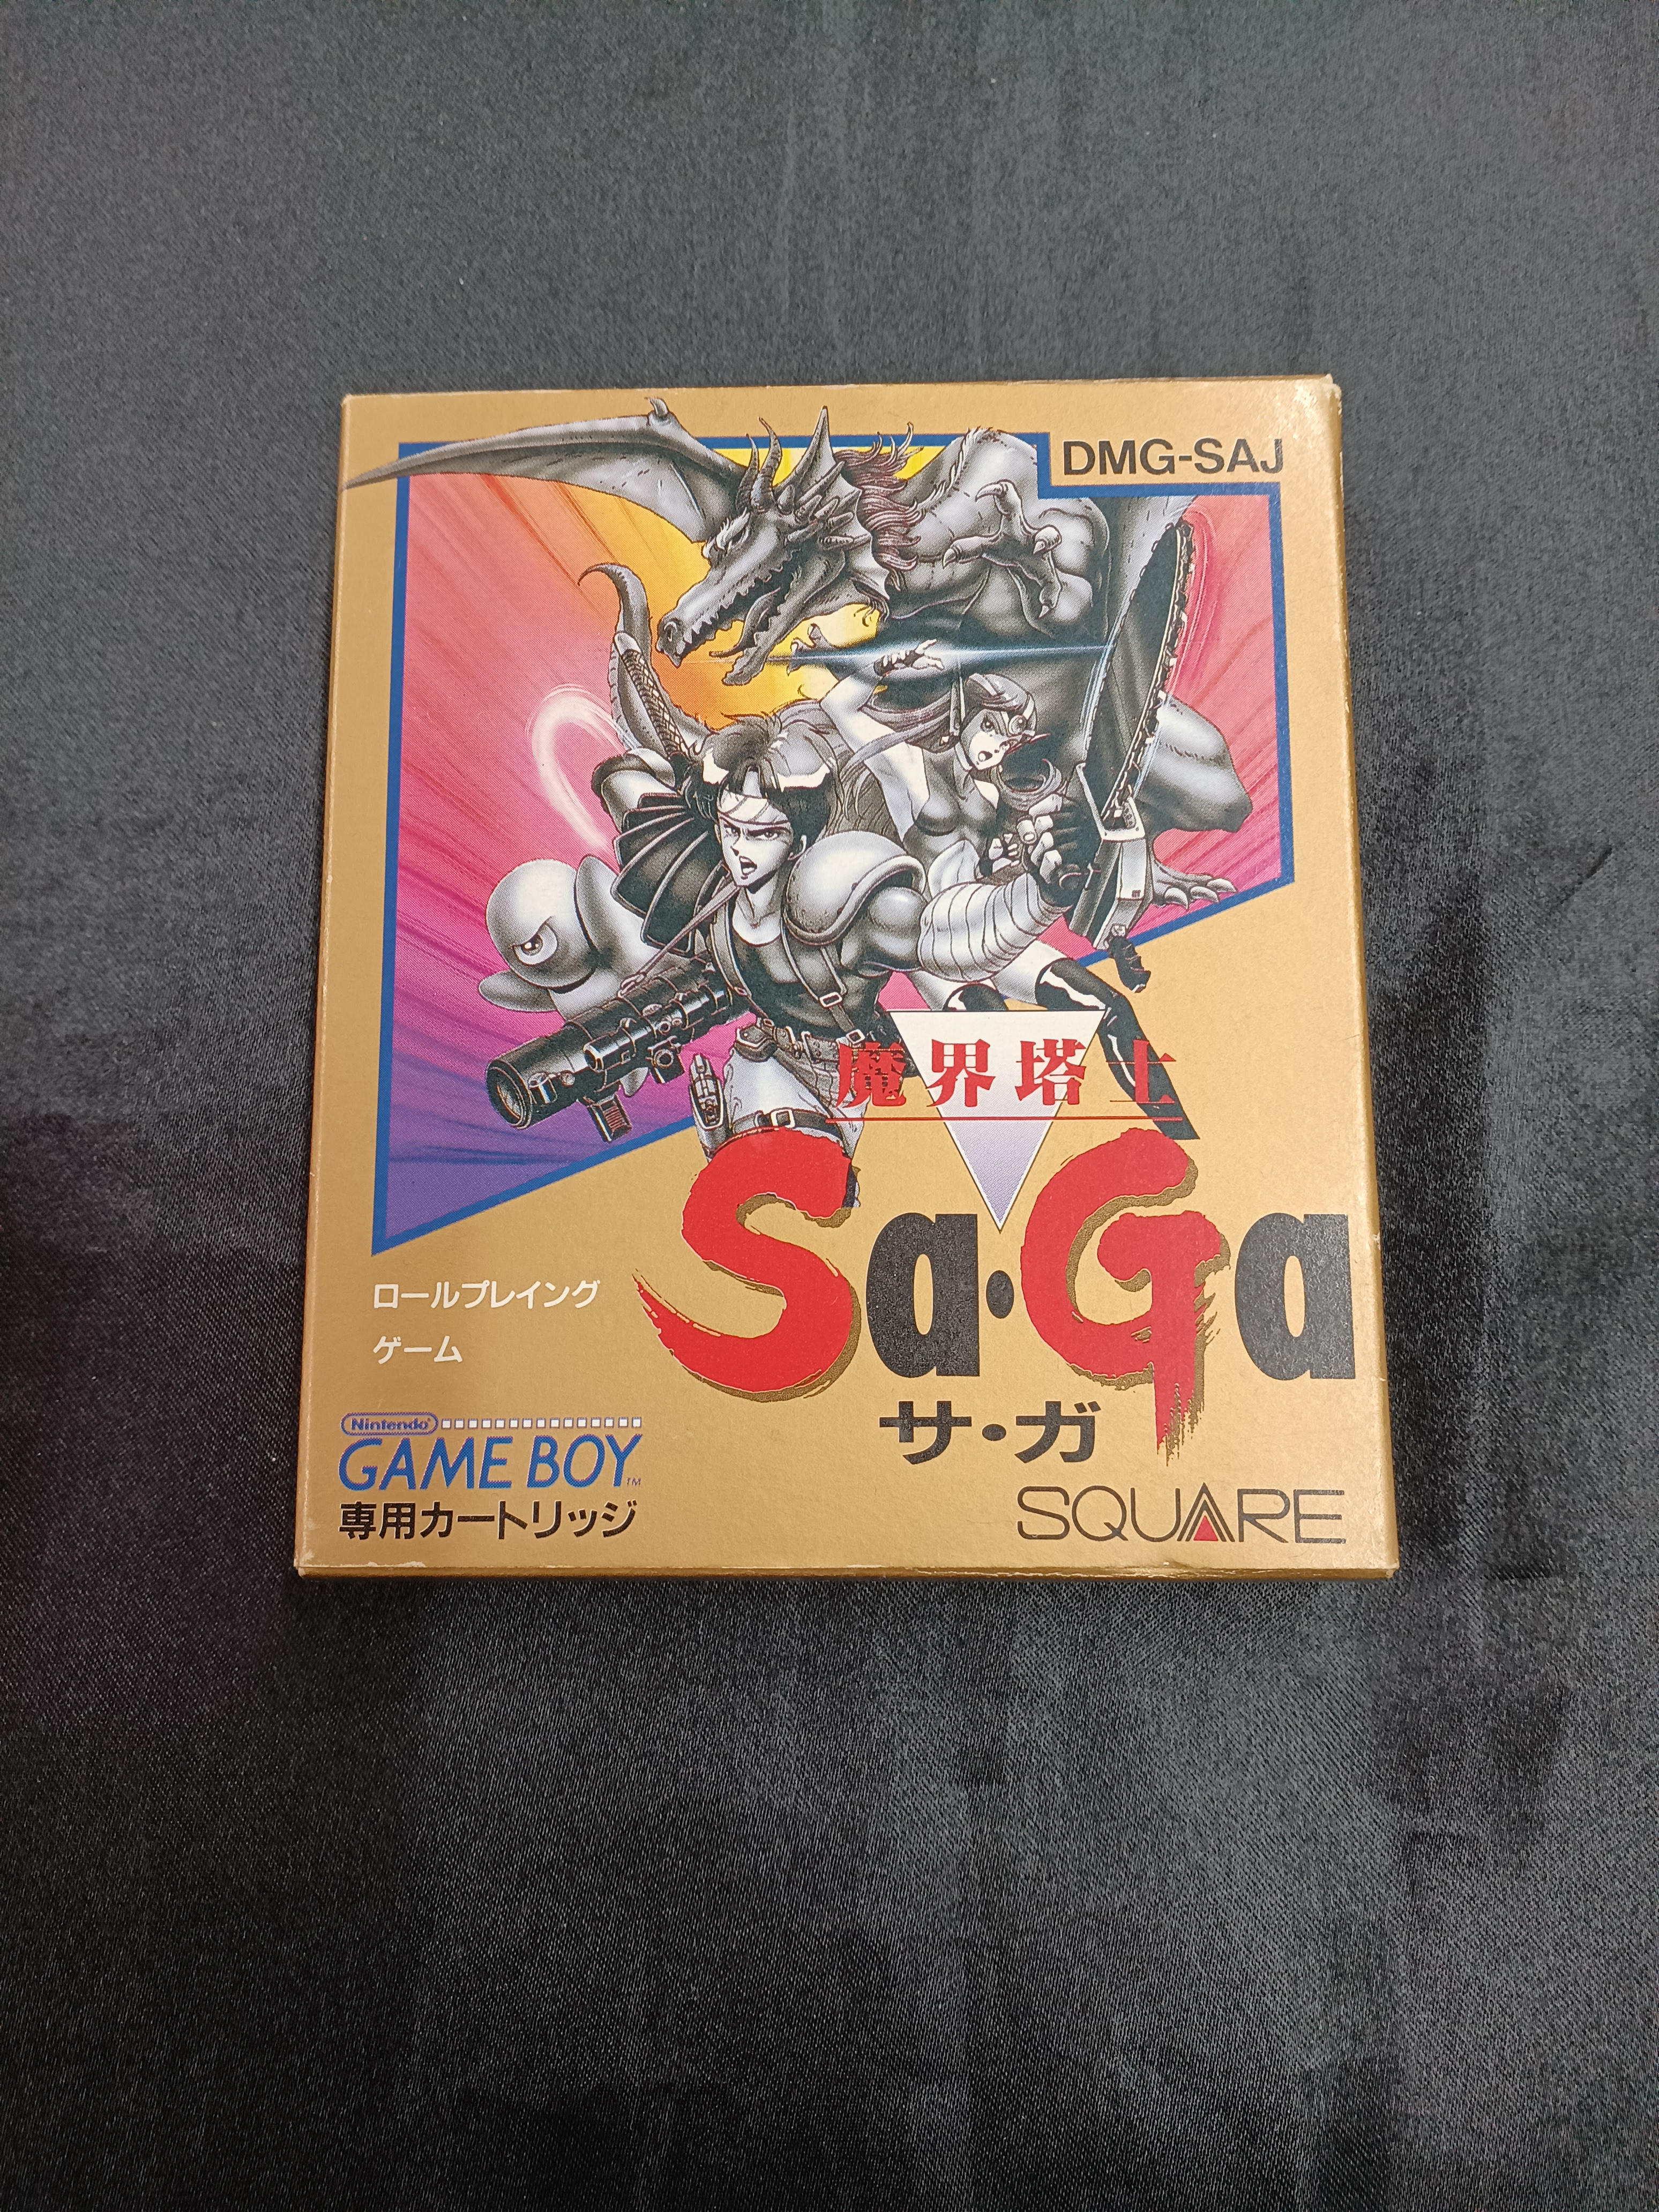 DMG-SAJ
魔界塔士
Sa・Ga
サ・ガ
ロールプレイング
ゲーム
Nintendo
GAME BOY™
専用カートリッジ
SQUARE